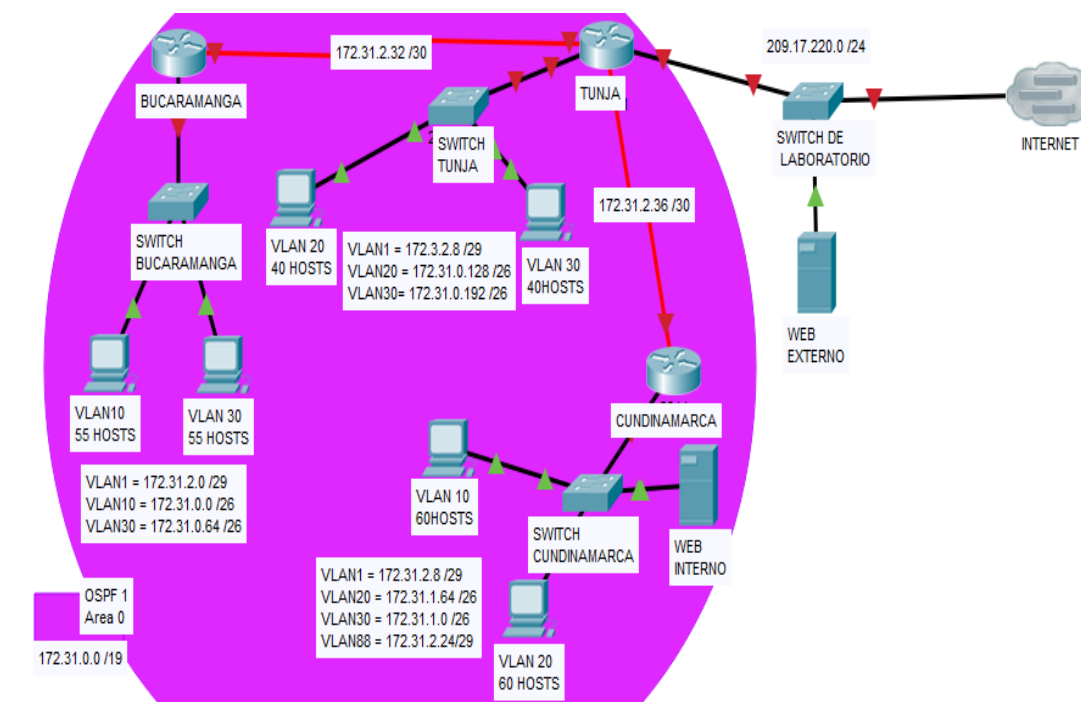 172.31.2.32 /30
209.17.220.0 /24
BUCARAMANGA
TUNJA
SWITCH DE
LABORATORIO
INTERNET
SWITCH
TUNJA
172.31.2.36 /30
SWITCH
BUCARAMANGA
VLAN 20
40 HOSTS
VLAN1 = 172.3.2.8 /29
VLAN20 = 172.31.0.128 /26
VLAN30= 172.31.0.192 /26
VLAN 30
40HOSTS
WEB
EXTERNO
VLAN10
55 HOSTS
VLAN 30
55 HOSTS
CUNDINAMARCA
VLAN1 = 172.31.2.0 /29
VLAN10 = 172.31.0.0 /26
VLAN30 = 172.31.0.64 /26
VLAN 10
60HOSTS
SWITCH
CUNDINAMARCA
WEB
INTERNO
VLAN1 = 172.31.2.8 /29
VLAN20 = 172.31.1.64 /26
VLAN30 = 172.31.1.0 /26
VLAN88 = 172.31.2.24/29
OSPF 1
Area 0
172.31.0.0 /19
VLAN 20
60 HOSTS